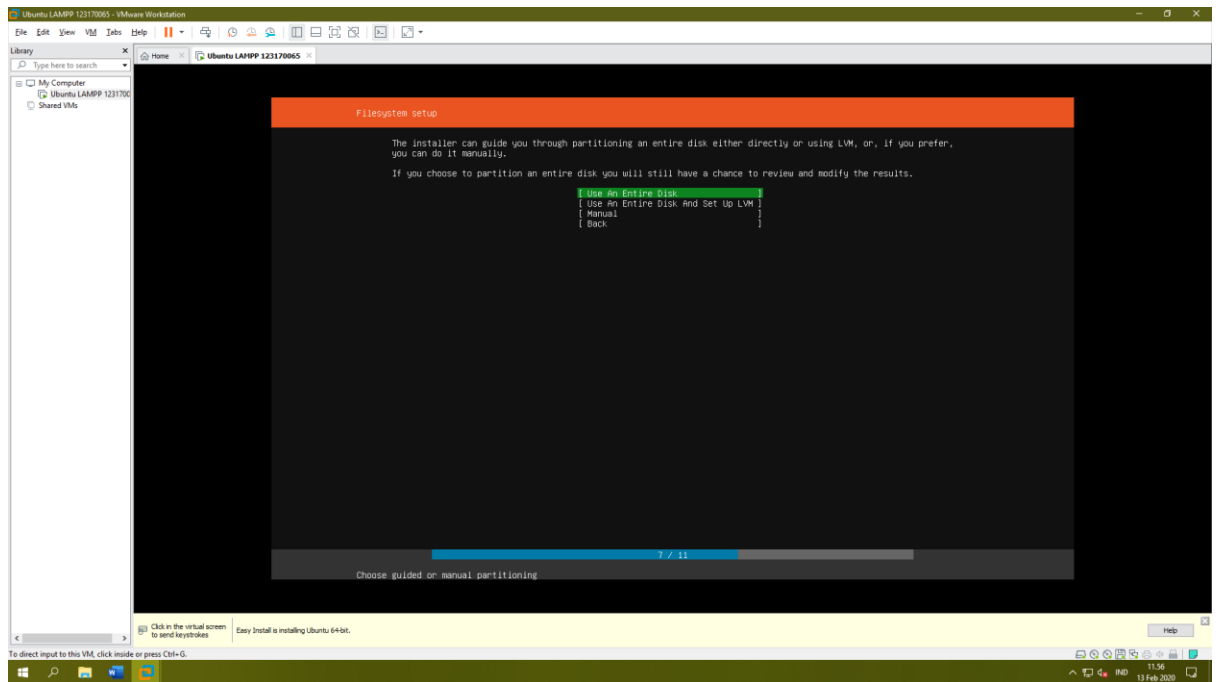 Ubuntu LAMPP 123170065 - VMware Workstation
File Edit View VM Tabs Help
Library
Type here to search
My Computer
Ubuntu LAMPP 1231700
Shared VMs
Home
Ubuntu LAMPP 123170065
Filesystem setup
The installer can guide you through partitioning an entire disk either directly or using LVM, or, if you prefer,
you can do it manually.
If you choose to partition an entire disk you will still have a chance to review and modify the results.
[ Use An Entire Disk ]
[ Use An Entire Disk And Set Up LVM ]
[ Manual ]
[ Back ]
7 / 11
Choose guided or manual partitioning
Click in the virtual screen
to send keystrokes
Easy Install is installing Ubuntu 64-bit.
Help
To direct input to this VM, click inside or press Ctrl+G.
IND
11.56
13 Feb 2020